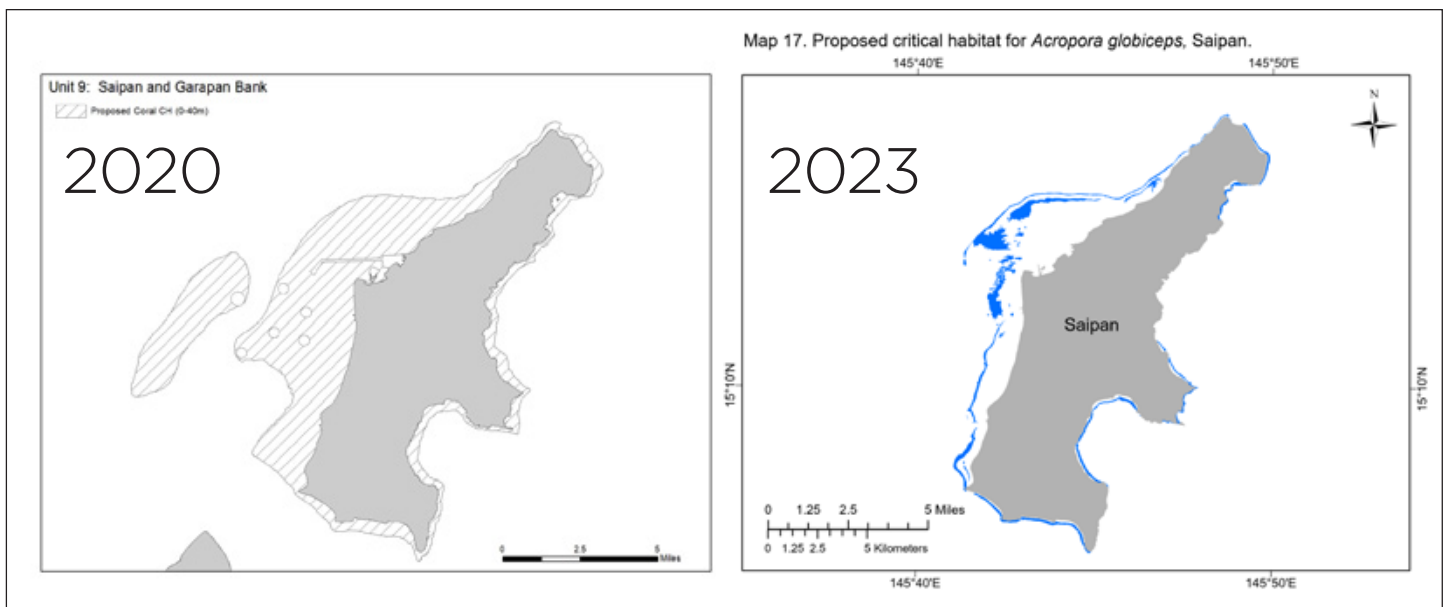 Unit 9: Saipan and Garapan Bank
Proposed Coral CH (0-40m)
2020
0 2.5 5
Miles
Map 17. Proposed critical habitat for Acropora globiceps, Saipan.
145°40'E 145°50'E
N
2023
Saipan
15°10'N 15°10'N
0 1.25 2.5 5 Miles
0 1.25 2.5 5 Kilometers
145°40'E 145°50'E